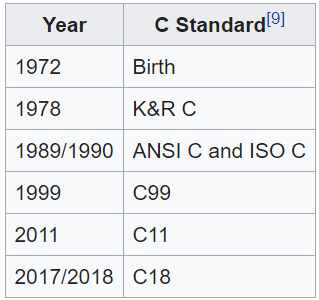 Year C Standard[9]
1972 Birth
1978 K&R C
1989/1990 ANSI C and ISO C
1999 C99
2011 C11
2017/2018 C18